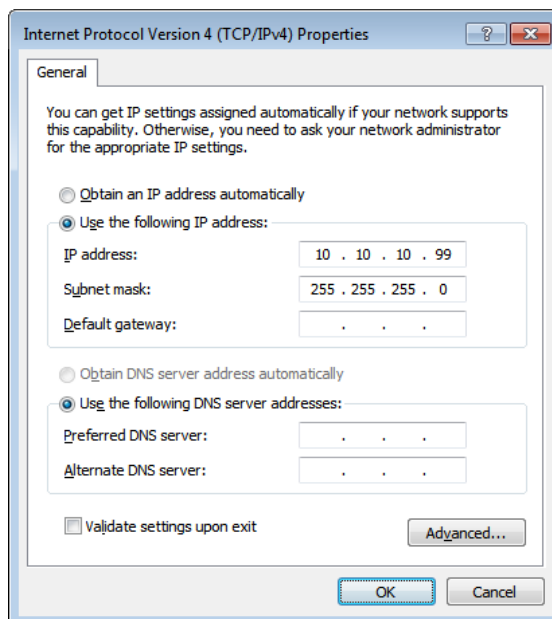 Internet Protocol Version 4 (TCP/IPv4) Properties
General
You can get IP settings assigned automatically if your network supports
this capability. Otherwise, you need to ask your network administrator
for the appropriate IP settings.
Obtain an IP address automatically
Use the following IP address:
IP address: 10 . 10 . 10 . 99
Subnet mask: 255 . 255 . 255 . 0
Default gateway: . . .
Obtain DNS server address automatically
Use the following DNS server addresses:
Preferred DNS server: . . .
Alternate DNS server: . . .
Validate settings upon exit
Advanced...
OK Cancel